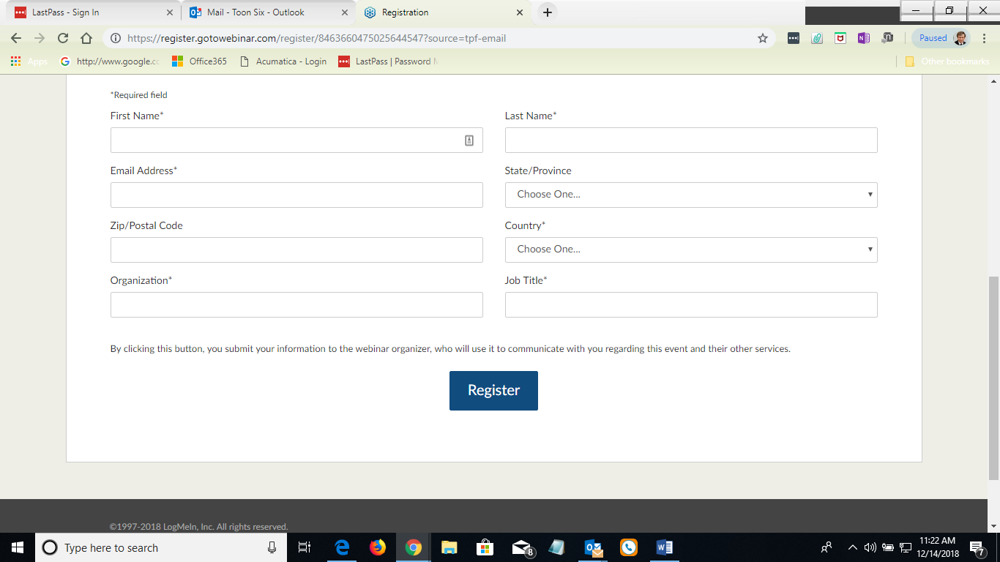 LastPass - Sign In
Mail - Toon Six - Outlook
Registration
https://register.gotowebinar.com/register/8463660475025644547?source=tpf-email
Paused
Apps
http://www.google.cc
Office365
Acumatica - Login
LastPass | Password
Other bookmarks
*Required field
First Name* Last Name*
Email Address* State/Province
Choose One...
Zip/Postal Code Country*
Choose One...
Organization* Job Title*
By clicking this button, you submit your information to the webinar organizer, who will use it to communicate with you regarding this event and their other services.
Register
©1997-2018 LogMeIn, Inc. All rights reserved.
Type here to search
8
11:22 AM
12/14/2018
7